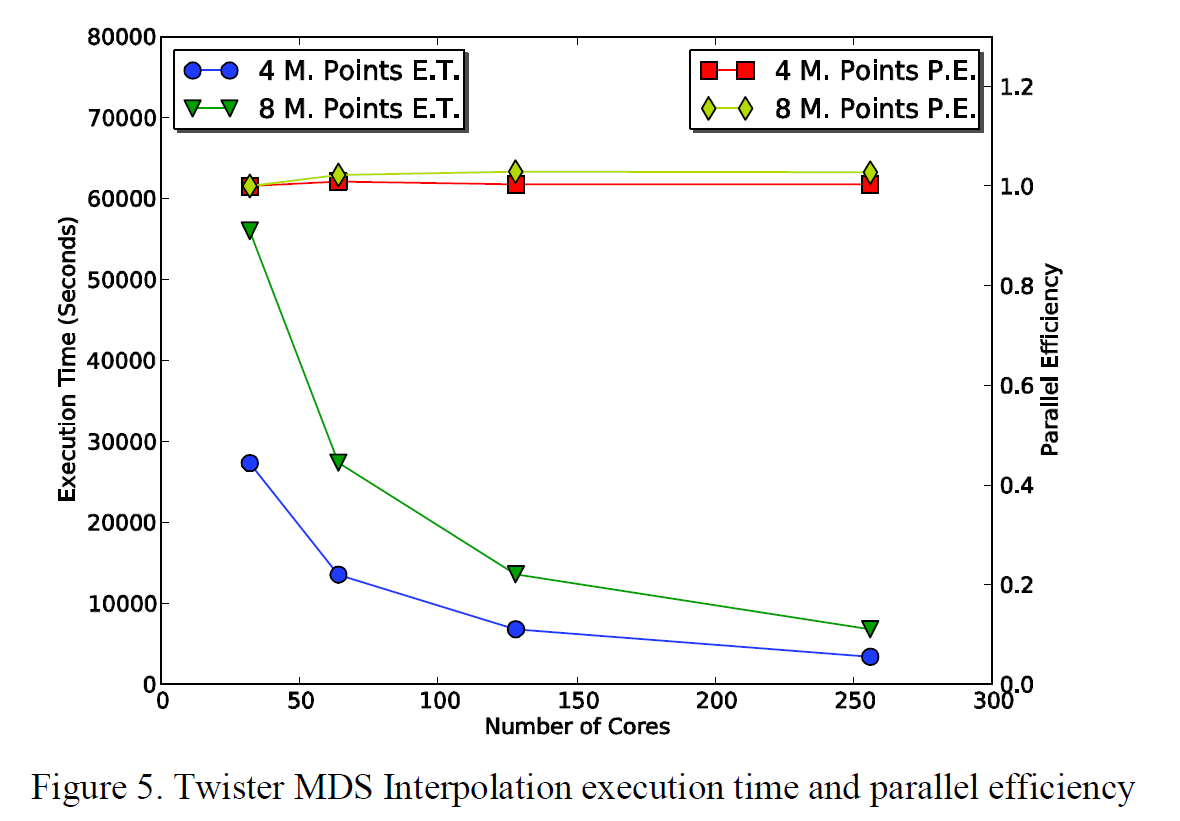 80000
70000
60000
50000
40000
30000
20000
10000
0
Execution Time (Seconds)
4 M. Points E.T.
8 M. Points E.T.
4 M. Points P.E.
8 M. Points P.E.
1.2
1.0
0.8
0.6
0.4
0.2
0.0
Parallel Efficiency
0 50 100 150 200 250 300
Number of Cores
Figure 5. Twister MDS Interpolation execution time and parallel efficiency